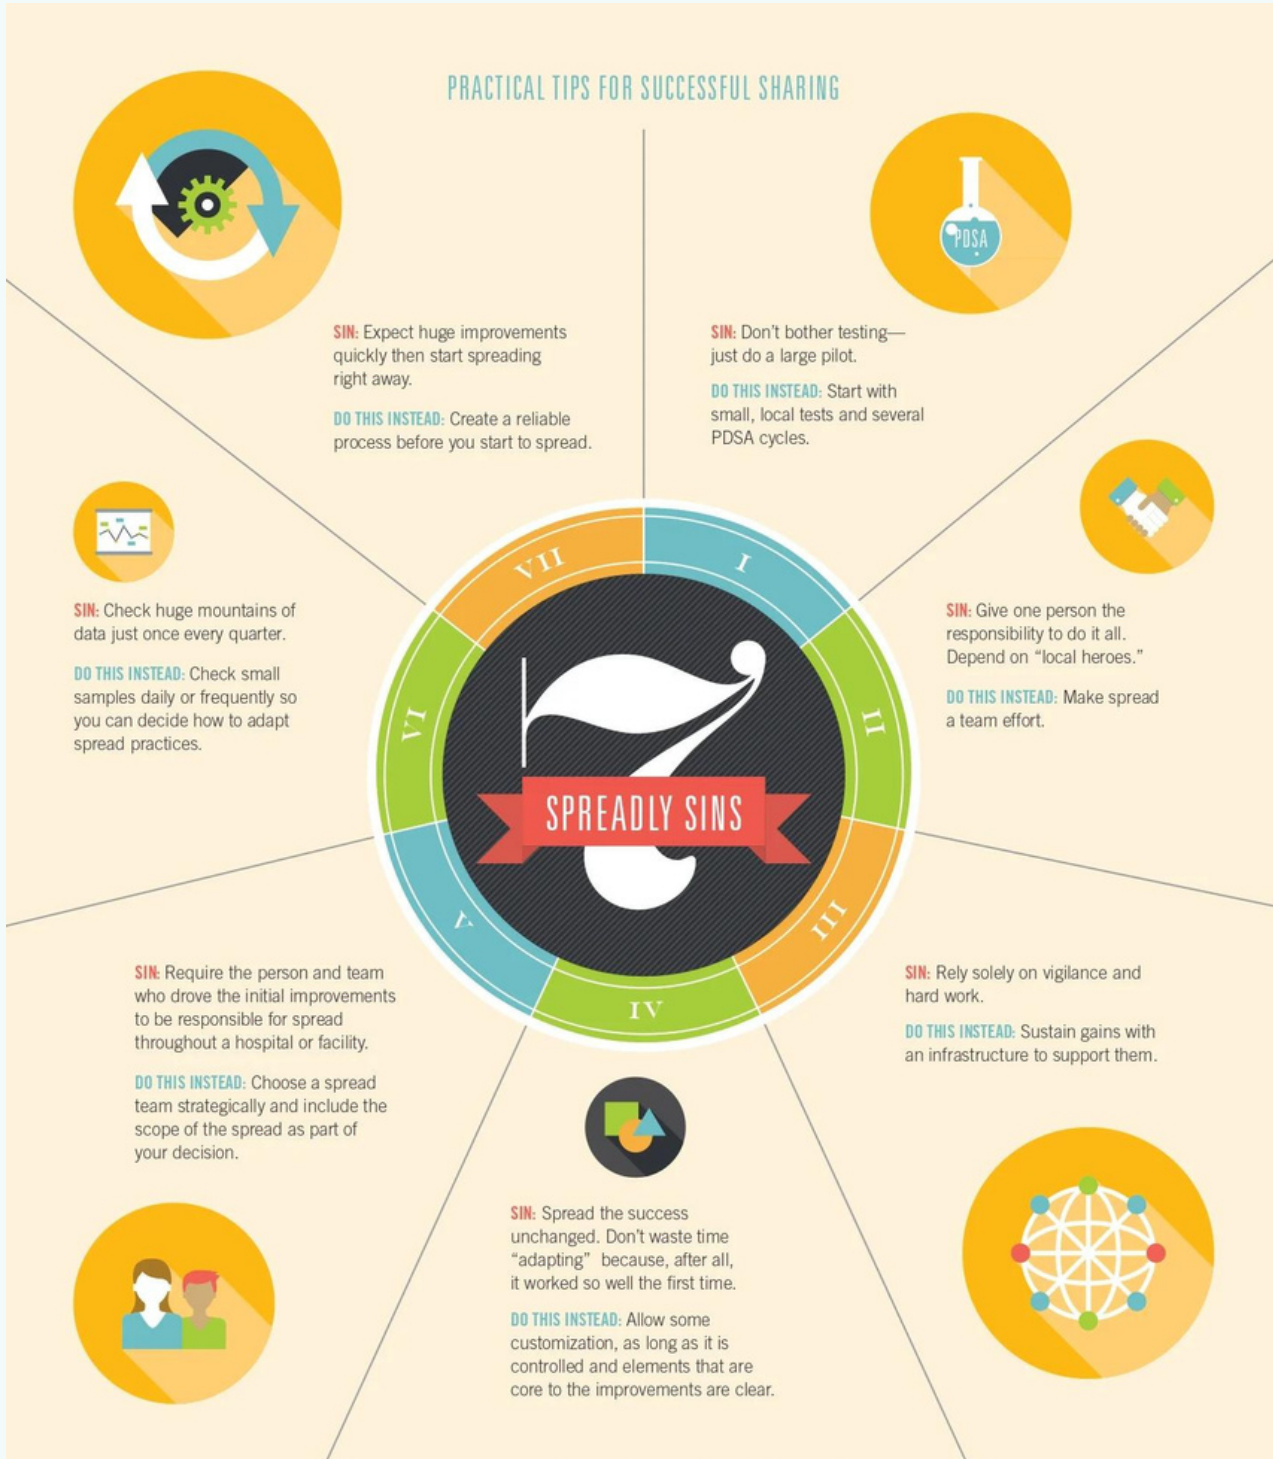 PRACTICAL TIPS FOR SUCCESSFUL SHARING
PDSA
SIN: Don't bother testing—
just do a large pilot.
DO THIS INSTEAD: Start with
small, local tests and several
PDSA cycles.
SIN: Give one person the
responsibility to do it all.
Depend on “local heroes.”
DO THIS INSTEAD: Make spread
a team effort.
SIN: Rely solely on vigilance and
hard work.
DO THIS INSTEAD: Sustain gains with
an infrastructure to support them.
SIN: Spread the success
unchanged. Don't waste time
“adapting” because, after all,
it worked so well the first time.
DO THIS INSTEAD: Allow some
customization, as long as it is
controlled and elements that are
core to the improvements are clear.
SIN: Require the person and team
who drove the initial improvements
to be responsible for spread
throughout a hospital or facility.
DO THIS INSTEAD: Choose a spread
team strategically and include the
scope of the spread as part of
your decision.
SIN: Check huge mountains of
data just once every quarter.
DO THIS INSTEAD: Check small
samples daily or frequently so
you can decide how to adapt
spread practices.
SIN: Expect huge improvements
quickly then start spreading
right away.
DO THIS INSTEAD: Create a reliable
process before you start to spread.
I
II
III
IV
V
VI
VII
7
SPREADLY SINS